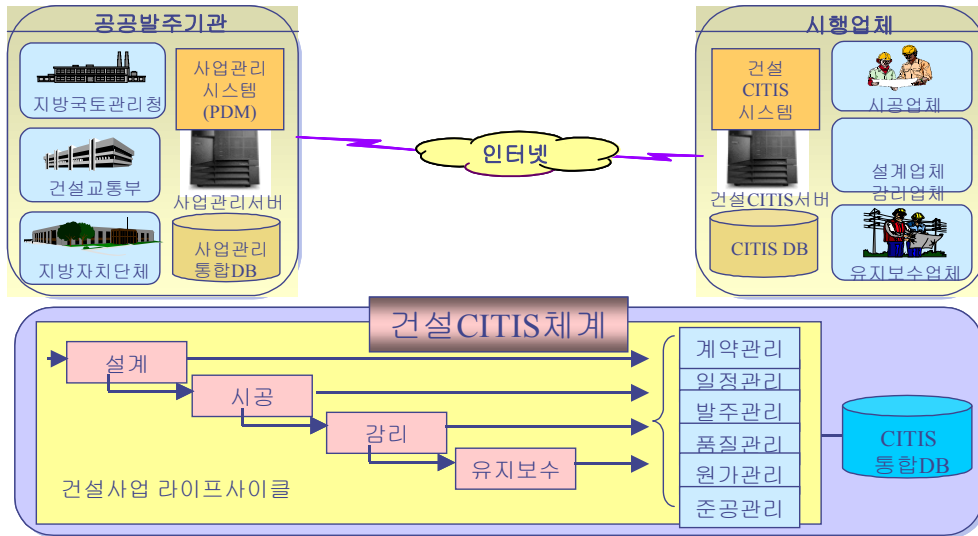 공공발주기관
지방국토관리청
건설교통부
지방자치단체
사업관리
시스템
(PDM)
사업관리서버
사업관리
통합DB
인터넷
시행업체
건설
CITIS
시스템
건설CITIS서버
CITIS DB
시공업체
설계업체
감리업체
유지보수업체
건설CITIS체계
설계
시공
감리
유지보수
건설사업 라이프사이클
계약관리
일정관리
발주관리
품질관리
원가관리
준공관리
CITIS
통합DB